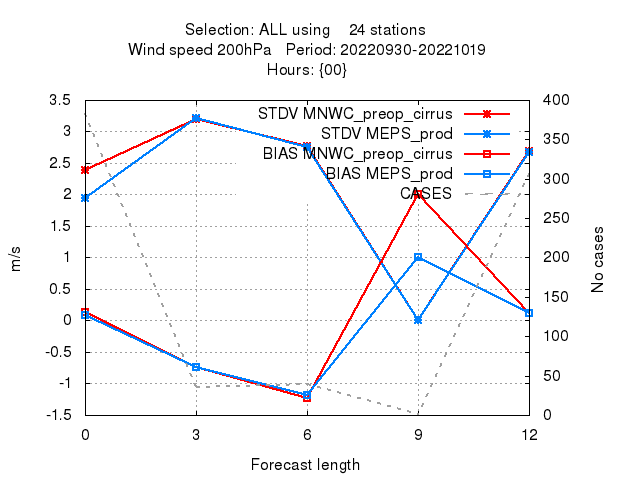 Selection: ALL using    24 stations
Wind speed 200hPa   Period: 20220930-20221019
Hours: {00}
STDV MNWC_preop_cirrus
STDV MEPS_prod
BIAS MNWC_preop_cirrus
BIAS MEPS_prod
CASES
3.5
3
2.5
2
1.5
1
0.5
0
-0.5
-1
-1.5
m/s
400
350
300
250
200
150
100
50
0
No cases
0 3 6 9 12
Forecast length